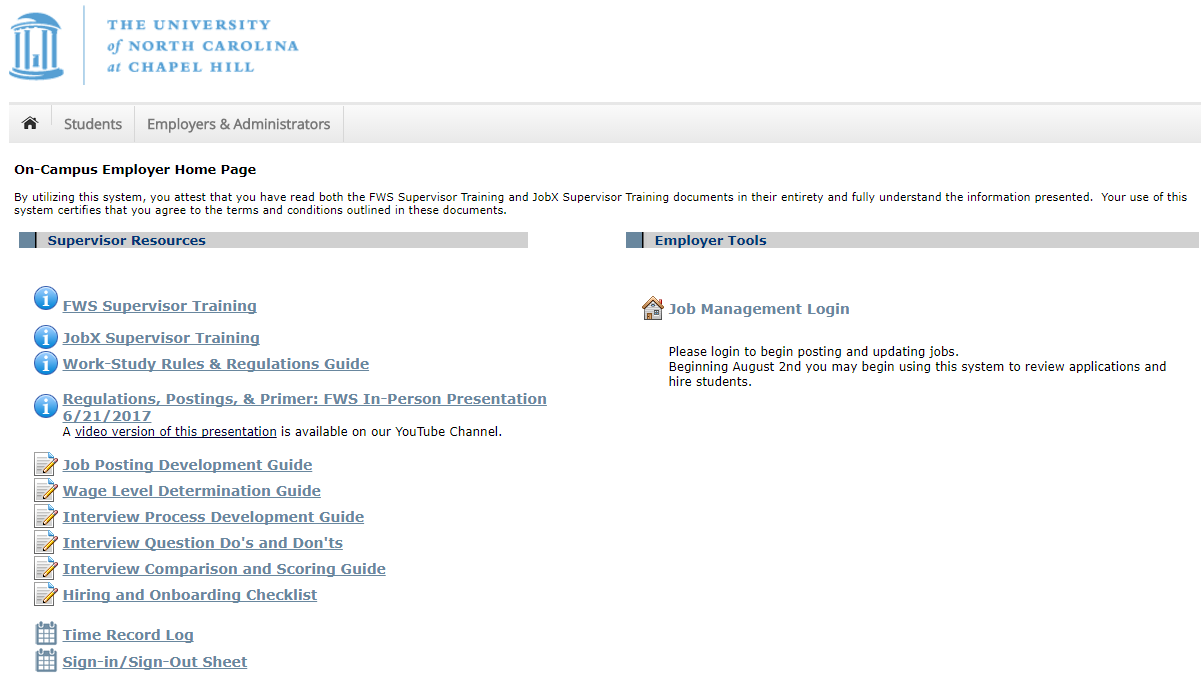 THE UNIVERSITY
of NORTH CAROLINA
at CHAPEL HILL
Students
Employers & Administrators
On-Campus Employer Home Page
By utilizing this system, you attest that you have read both the FWS Supervisor Training and JobX Supervisor Training documents in their entirety and fully understand the information presented.  Your use of this
system certifies that you agree to the terms and conditions outlined in these documents.
Supervisor Resources
FWS Supervisor Training
JobX Supervisor Training
Work-Study Rules & Regulations Guide
Regulations, Postings, & Primer: FWS In-Person Presentation
6/21/2017
A video version of this presentation is available on our YouTube Channel.
Job Posting Development Guide
Wage Level Determination Guide
Interview Process Development Guide
Interview Question Do's and Don'ts
Interview Comparison and Scoring Guide
Hiring and Onboarding Checklist
Time Record Log
Sign-in/Sign-Out Sheet
Employer Tools
Job Management Login
Please login to begin posting and updating jobs.
Beginning August 2nd you may begin using this system to review applications and
hire students.